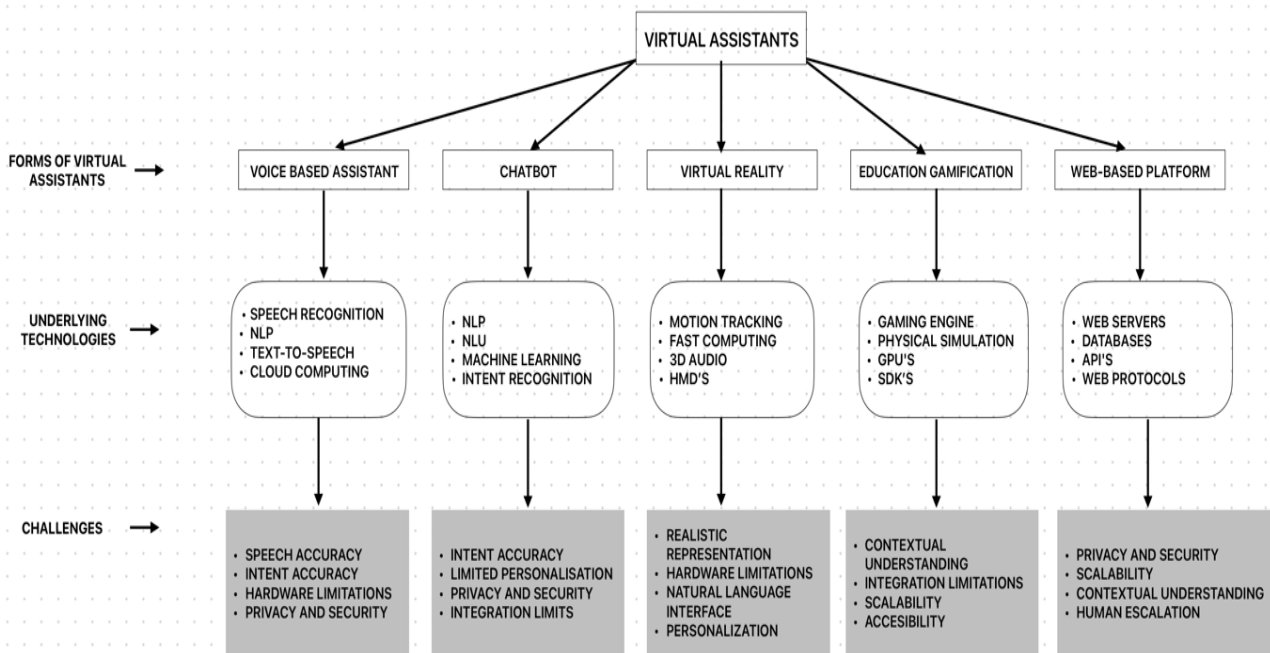 VIRTUAL ASSISTANTS
FORMS OF VIRTUAL
ASSISTANTS
VOICE BASED ASSISTANT
CHATBOT
VIRTUAL REALITY
EDUCATION GAMIFICATION
WEB-BASED PLATFORM
UNDERLYING
TECHNOLOGIES
• SPEECH RECOGNITION
• NLP
• TEXT-TO-SPEECH
• CLOUD COMPUTING
• NLP
• NLU
• MACHINE LEARNING
• INTENT RECOGNITION
• MOTION TRACKING
• FAST COMPUTING
• 3D AUDIO
• HMD'S
• GAMING ENGINE
• PHYSICAL SIMULATION
• GPU'S
• SDK'S
• WEB SERVERS
• DATABASES
• API'S
• WEB PROTOCOLS
CHALLENGES
• SPEECH ACCURACY
• INTENT ACCURACY
• HARDWARE LIMITATIONS
• PRIVACY AND SECURITY
• INTENT ACCURACY
• LIMITED PERSONALISATION
• PRIVACY AND SECURITY
• INTEGRATION LIMITS
• REALISTIC
REPRESENTATION
• HARDWARE LIMITATIONS
• NATURAL LANGUAGE
INTERFACE
• PERSONALIZATION
• CONTEXTUAL
UNDERSTANDING
• INTEGRATION LIMITATIONS
• SCALABILITY
• ACCESIBILITY
• PRIVACY AND SECURITY
• SCALABILITY
• CONTEXTUAL UNDERSTANDING
• HUMAN ESCALATION